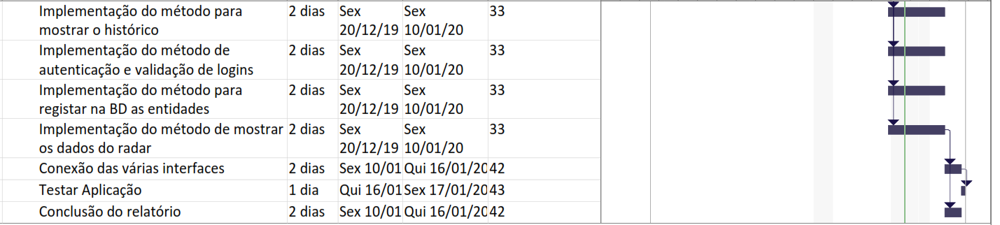 Implementação do método para 2 dias Sex Sex 33
mostrar o histórico 20/12/19 10/01/20
Implementação do método de 2 dias Sex Sex 33
autenticação e validação de logins 20/12/19 10/01/20
Implementação do método para 2 dias Sex Sex 33
registar na BD as entidades 20/12/19 10/01/20
Implementação do método de mostrar 2 dias Sex Sex 33
os dados do radar 20/12/19 10/01/20
Conexão das várias interfaces 2 dias Sex 10/01 Qui 16/01/20 42
Testar Aplicação 1 dia Qui 16/01 Sex 17/01/20 43
Conclusão do relatório 2 dias Sex 10/01 Qui 16/01/20 42